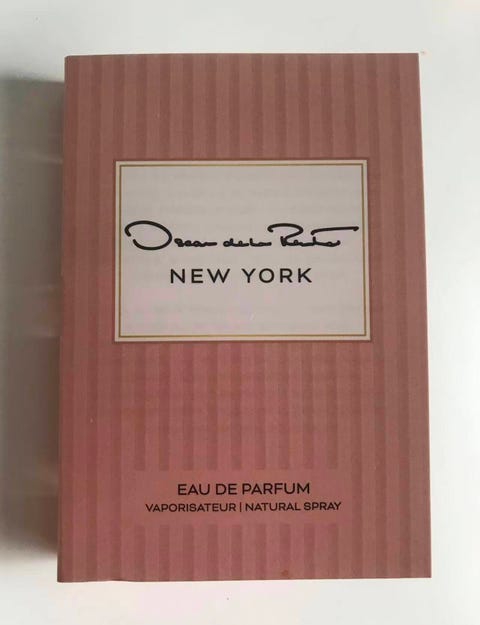 Oscar de la Renta
NEW YORK
EAU DE PARFUM
VAPORISATEUR | NATURAL SPRAY